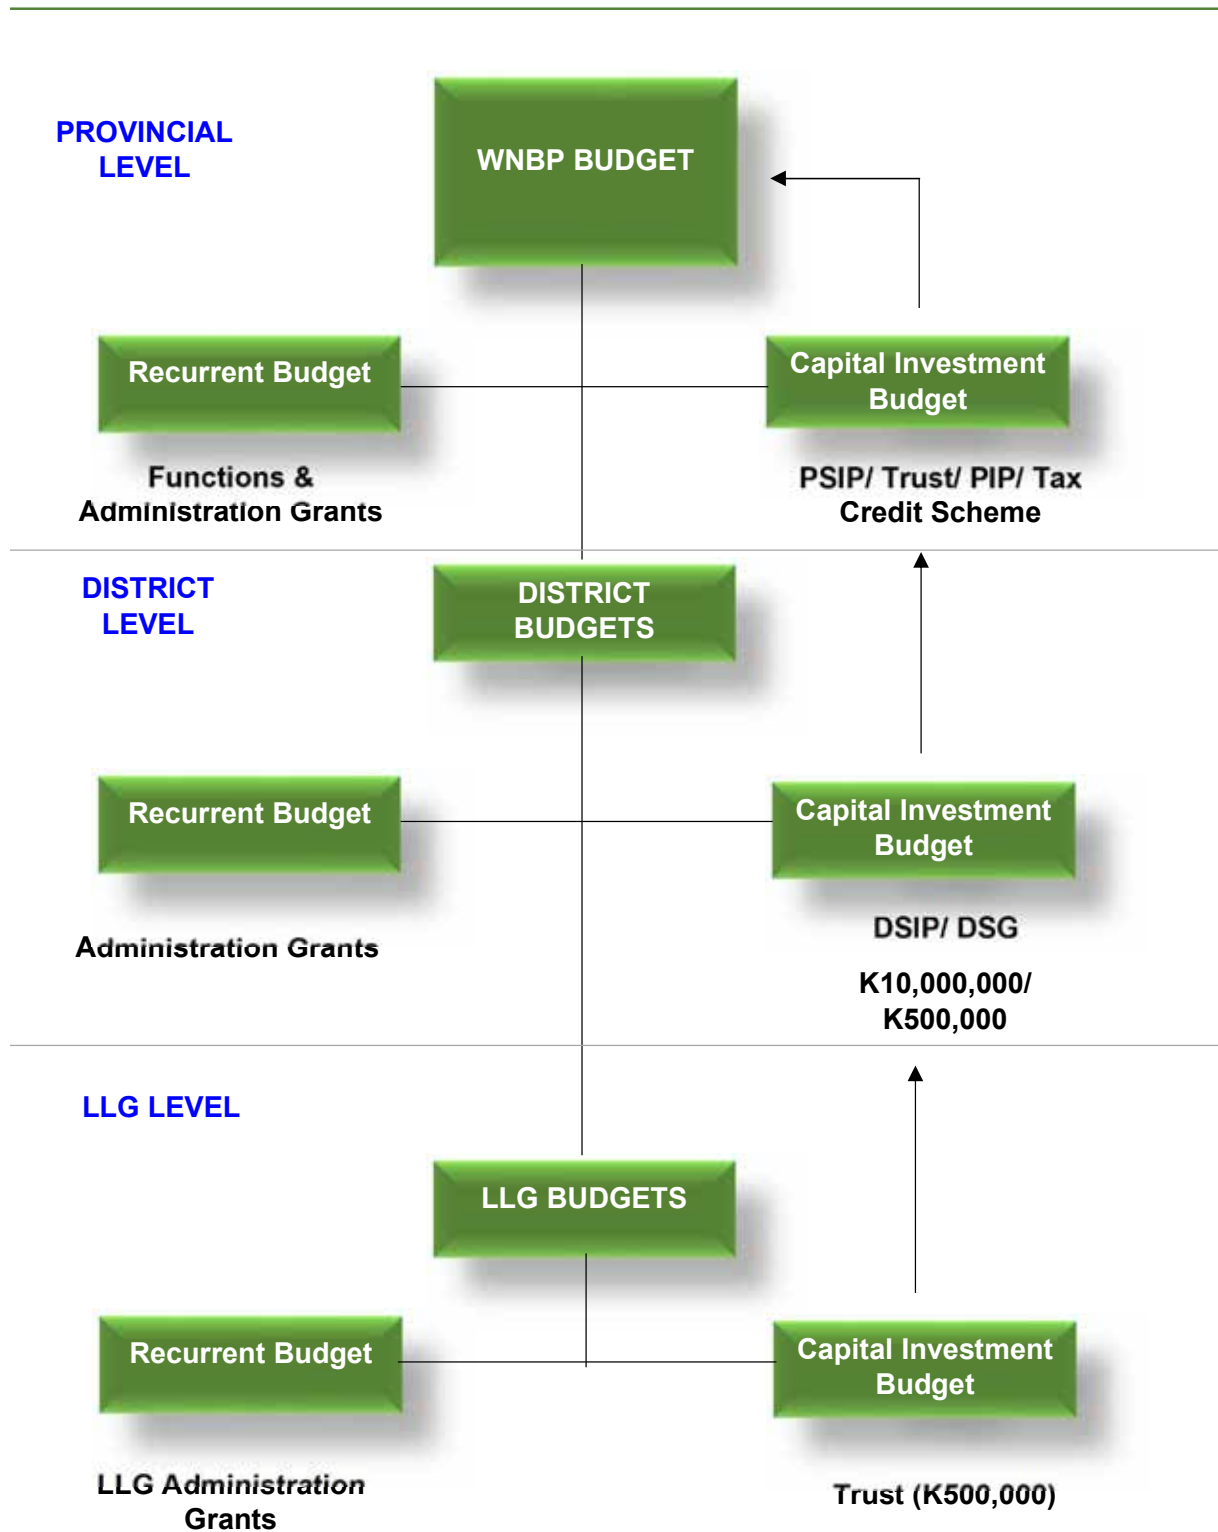 PROVINCIAL
LEVEL
WNBP BUDGET
Recurrent Budget
Capital Investment
Budget
Functions &
Administration Grants
PSIP/ Trust/ PIP/ Tax
Credit Scheme
DISTRICT
LEVEL
DISTRICT
BUDGETS
Recurrent Budget
Capital Investment
Budget
Administration Grants
DSIP/ DSG
K10,000,000/
K500,000
LLG LEVEL
LLG BUDGETS
Recurrent Budget
Capital Investment
Budget
LLG Administration
Grants
Trust (K500,000)